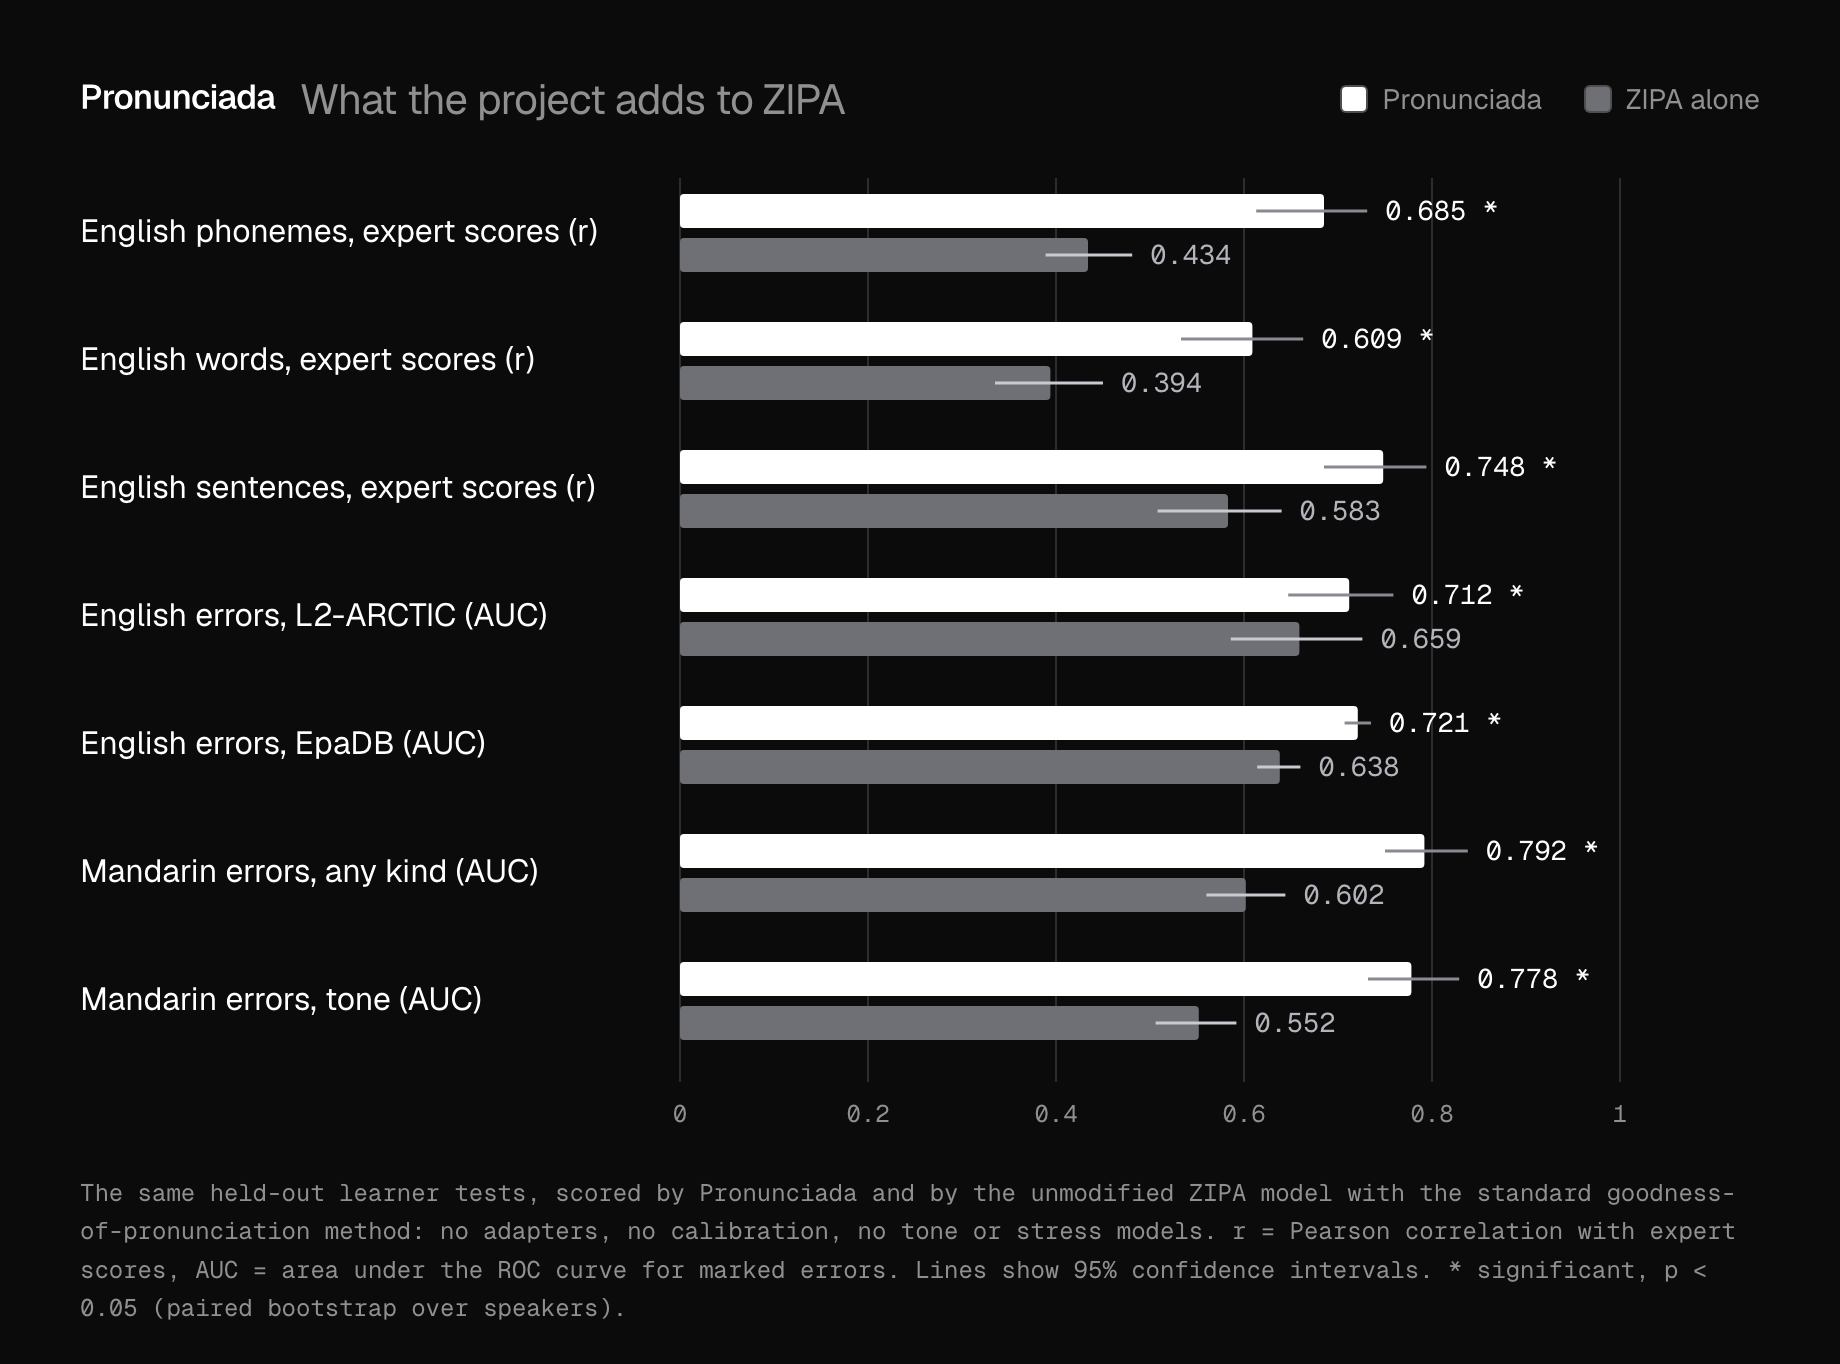 Pronunciada What the project adds to ZIPA
Pronunciada ZIPA alone
English phonemes, expert scores (r)
0.685 *
0.434
English words, expert scores (r)
0.609 *
0.394
English sentences, expert scores (r)
0.748 *
0.583
English errors, L2-ARCTIC (AUC)
0.712 *
0.659
English errors, EpaDB (AUC)
0.721 *
0.638
Mandarin errors, any kind (AUC)
0.792 *
0.602
Mandarin errors, tone (AUC)
0.778 *
0.552
0 0.2 0.4 0.6 0.8 1
The same held-out learner tests, scored by Pronunciada and by the unmodified ZIPA model with the standard goodness-
of-pronunciation method: no adapters, no calibration, no tone or stress models. r = Pearson correlation with expert
scores, AUC = area under the ROC curve for marked errors. Lines show 95% confidence intervals. * significant, p <
0.05 (paired bootstrap over speakers).